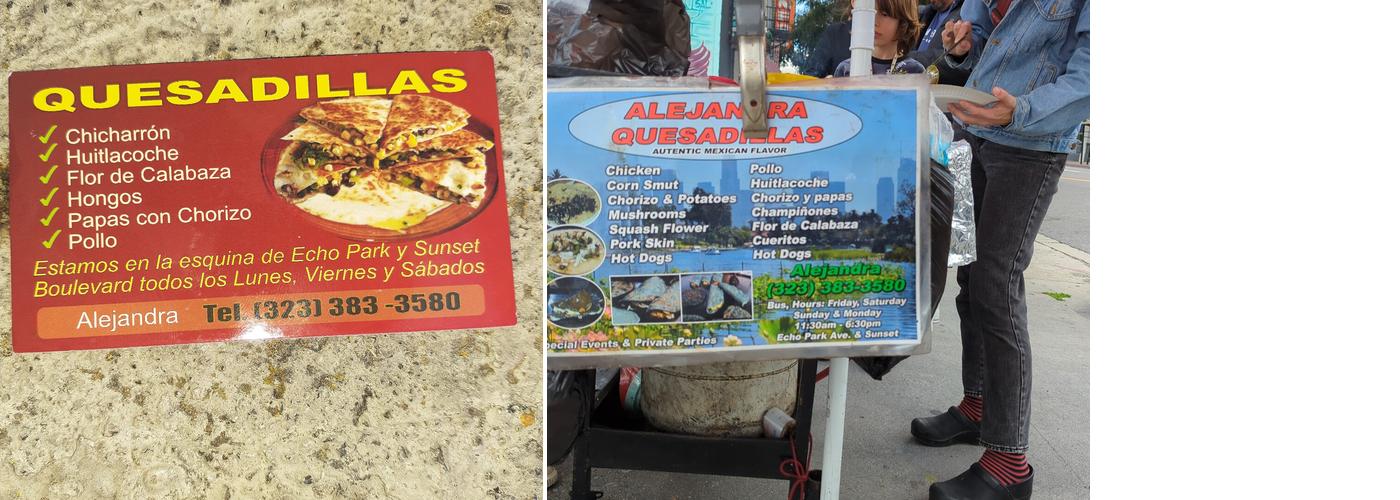 QUESADILLAS
Chicharrón
Huitlacoche
Flor de Calabaza
Hongos
Papas con Chorizo
Pollo
Estamos en la esquina de Echo Park y Sunset
Boulevard todos los Lunes, Viernes y Sábados
Alejandra Tel. (323) 383 -3580
ALEJANDRA
QUESADILLAS
AUTENTIC MEXICAN FLAVOR
Chicken Pollo
Corn Smut Huitlacoche
Chorizo & Potatoes Chorizo y papas
Mushrooms Champiñones
Squash Flower Flor de Calabaza
Pork Skin Cueritos
Hot Dogs Hot Dogs
Alejandra
(323) 383-3580
Bus, Hours: Friday, Saturday
Sunday & Monday
11:30am - 6:30pm
Echo Park Ave. & Sunset
pecial Events & Private Parties